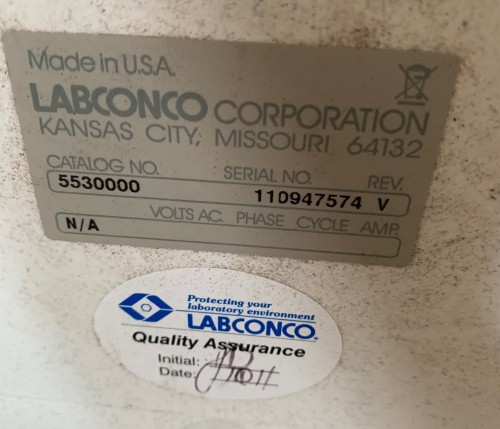 Made in U.S.A.
LABCONCO CORPORATION
KANSAS CITY, MISSOURI 64132
CATALOG NO. SERIAL NO. REV.
5530000 110947574 V
VOLTS AC PHASE CYCLE AMP
N/A
Protecting your
laboratory environment
LABCONCO
Quality Assurance
Initial:
Date: